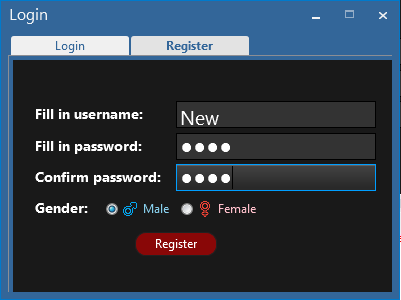 Login
Login Register
Fill in username: New
Fill in password: ●●●●
Confirm password: ●●●●
Gender: Male Female
Register